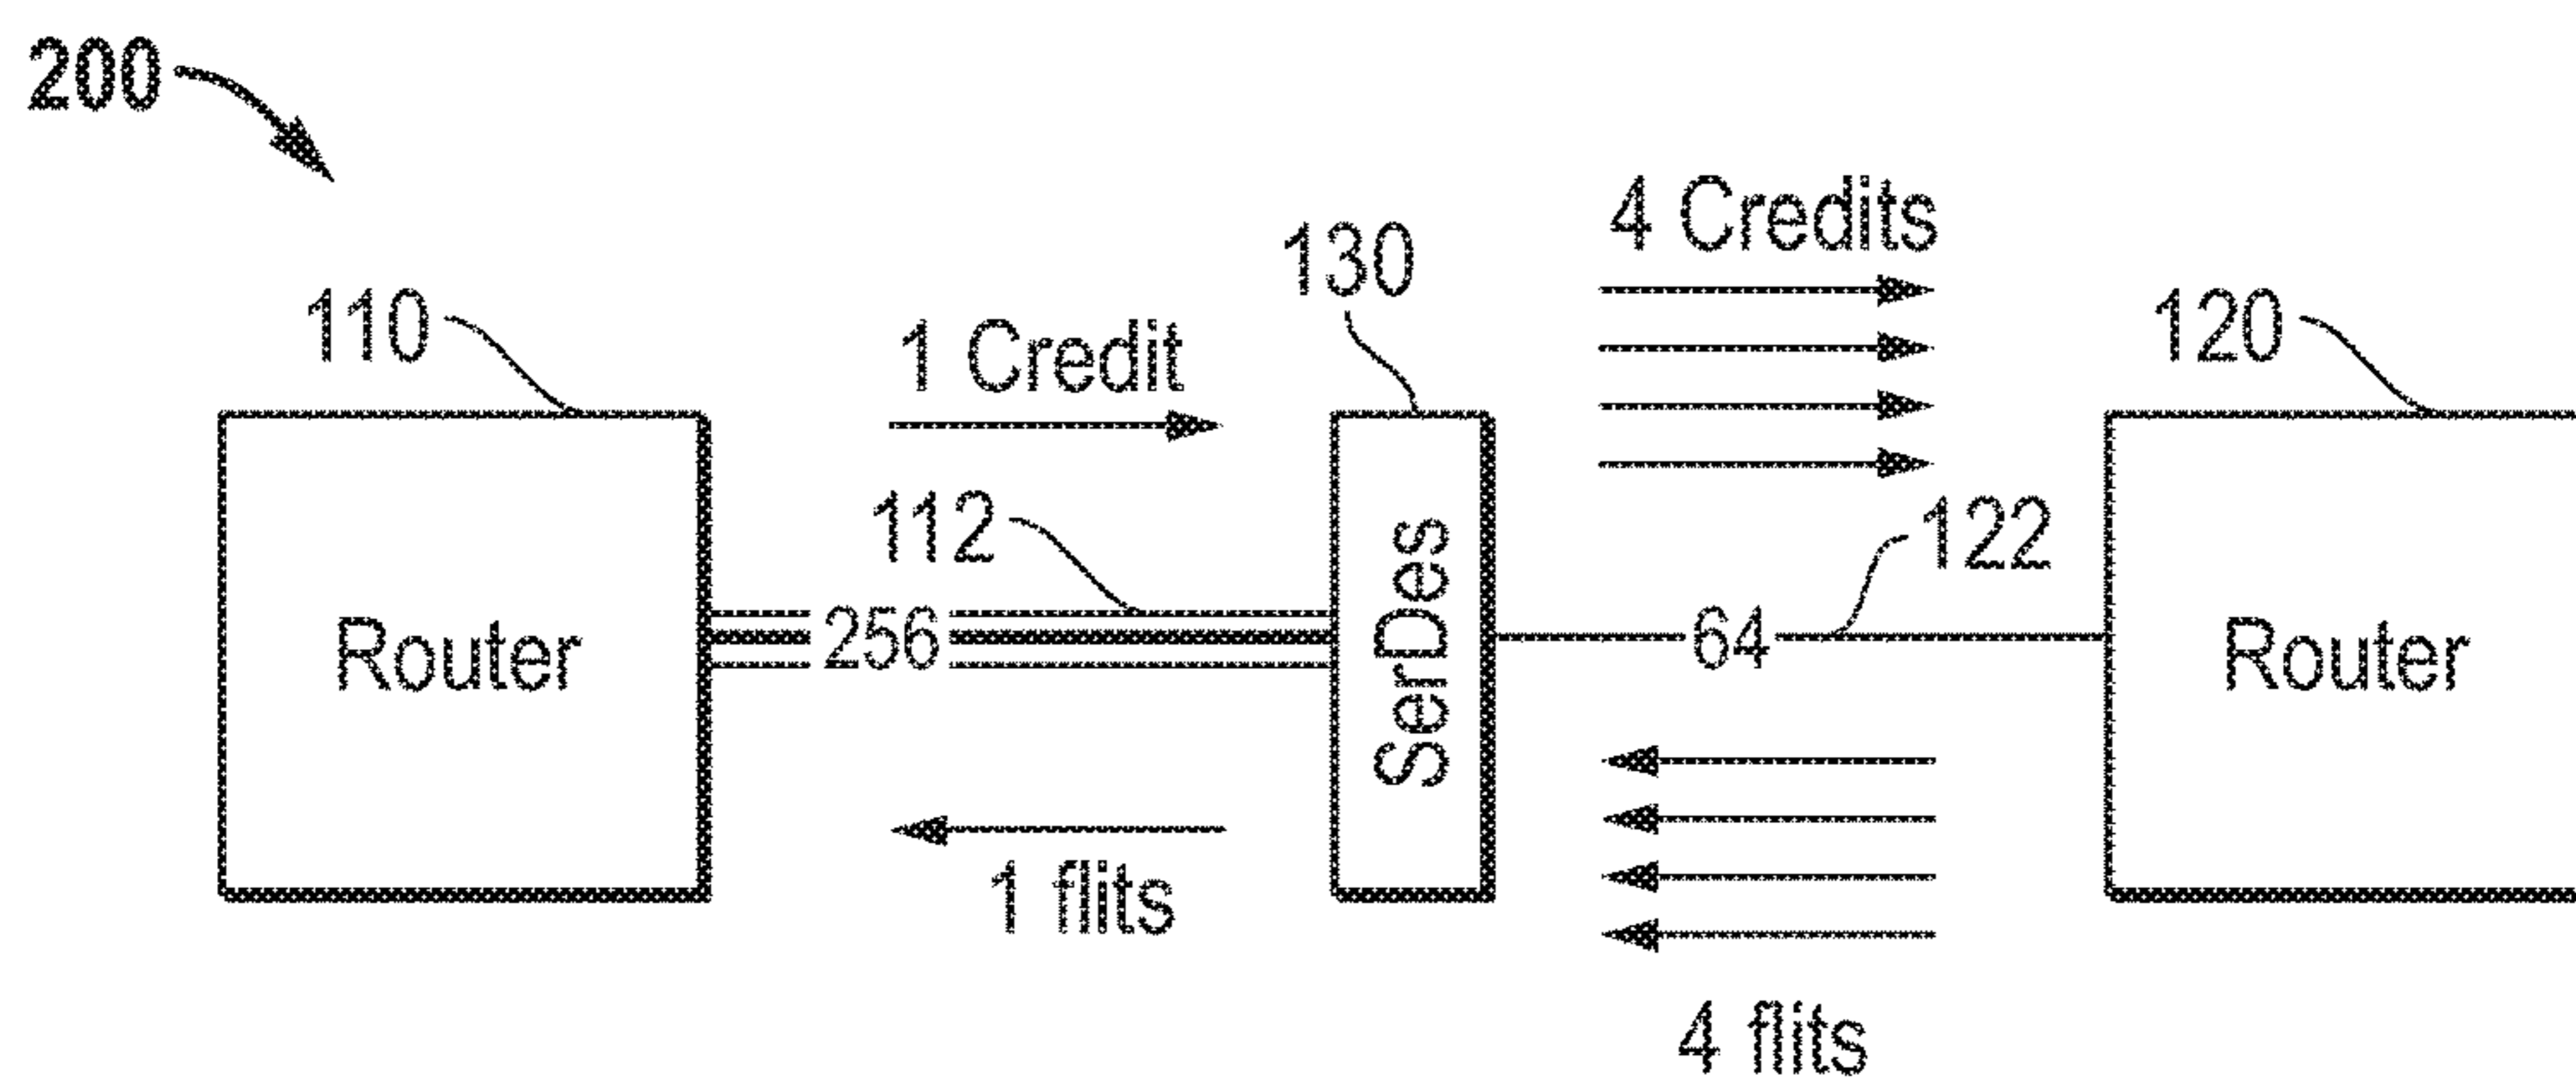 200
110
1 Credit
130
4 Credits
120
112
122
Router
256
SerDes
64
Router
1 flits
4 flits